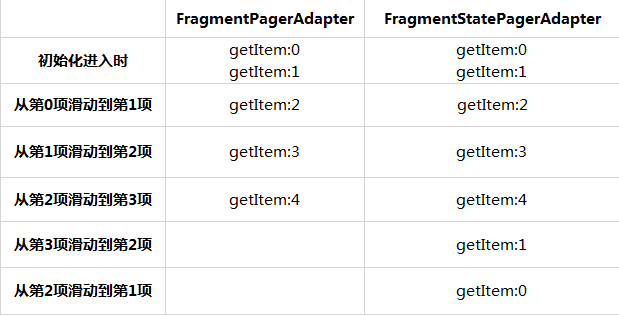 FragmentPagerAdapter FragmentStatePagerAdapter
初始化进入时 getItem:0 getItem:1 getItem:0 getItem:1
从第0项滑动到第1项 getItem:2 getItem:2
从第1项滑动到第2项 getItem:3 getItem:3
从第2项滑动到第3项 getItem:4 getItem:4
从第3项滑动到第2项 getItem:1
从第2项滑动到第1项 getItem:0